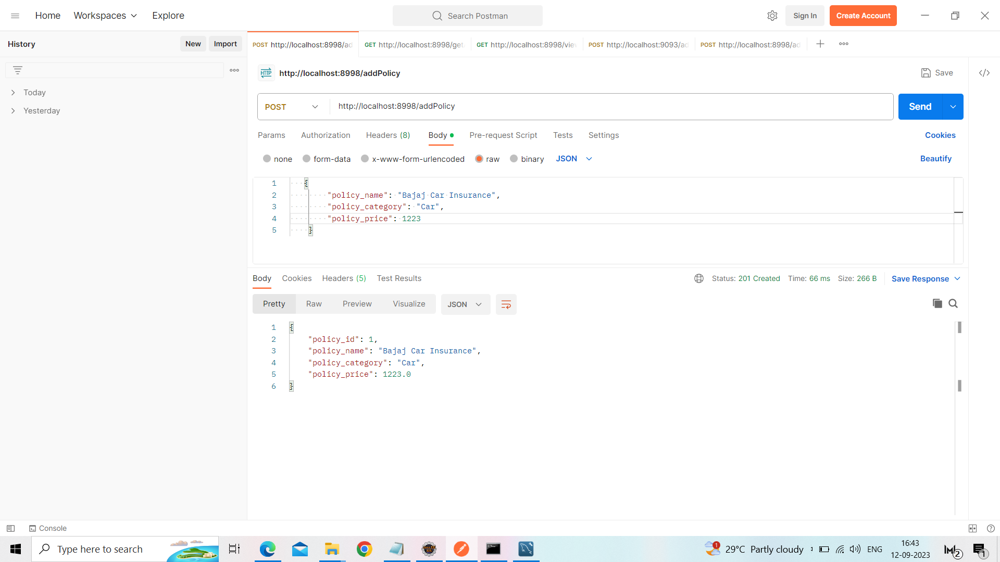 Home Workspaces Explore Search Postman Sign In Create Account
History New Import
POST http://localhost:8998/ad GET http://localhost:8998/get GET http://localhost:8998/vie POST http://localhost:9093/ad POST http://localhost:8998/ad
HTTP http://localhost:8998/addPolicy Save
Today
Yesterday
POST http://localhost:8998/addPolicy Send
Params Authorization Headers (8) Body Pre-request Script Tests Settings Cookies
none form-data x-www-form-urlencoded raw binary JSON Beautify
1 {
2 "policy_name": "Bajaj Car Insurance",
3 "policy_category": "Car",
4 "policy_price": 1223
5 }
Body Cookies Headers (5) Test Results Status: 201 Created Time: 66 ms Size: 266 B Save Response
Pretty Raw Preview Visualize JSON
1 {
2 "policy_id": 1,
3 "policy_name": "Bajaj Car Insurance",
4 "policy_category": "Car",
5 "policy_price": 1223.0
6 }
Console
Type here to search 1 29°C Partly cloudy ENG 16:43
12-09-2023 2 1